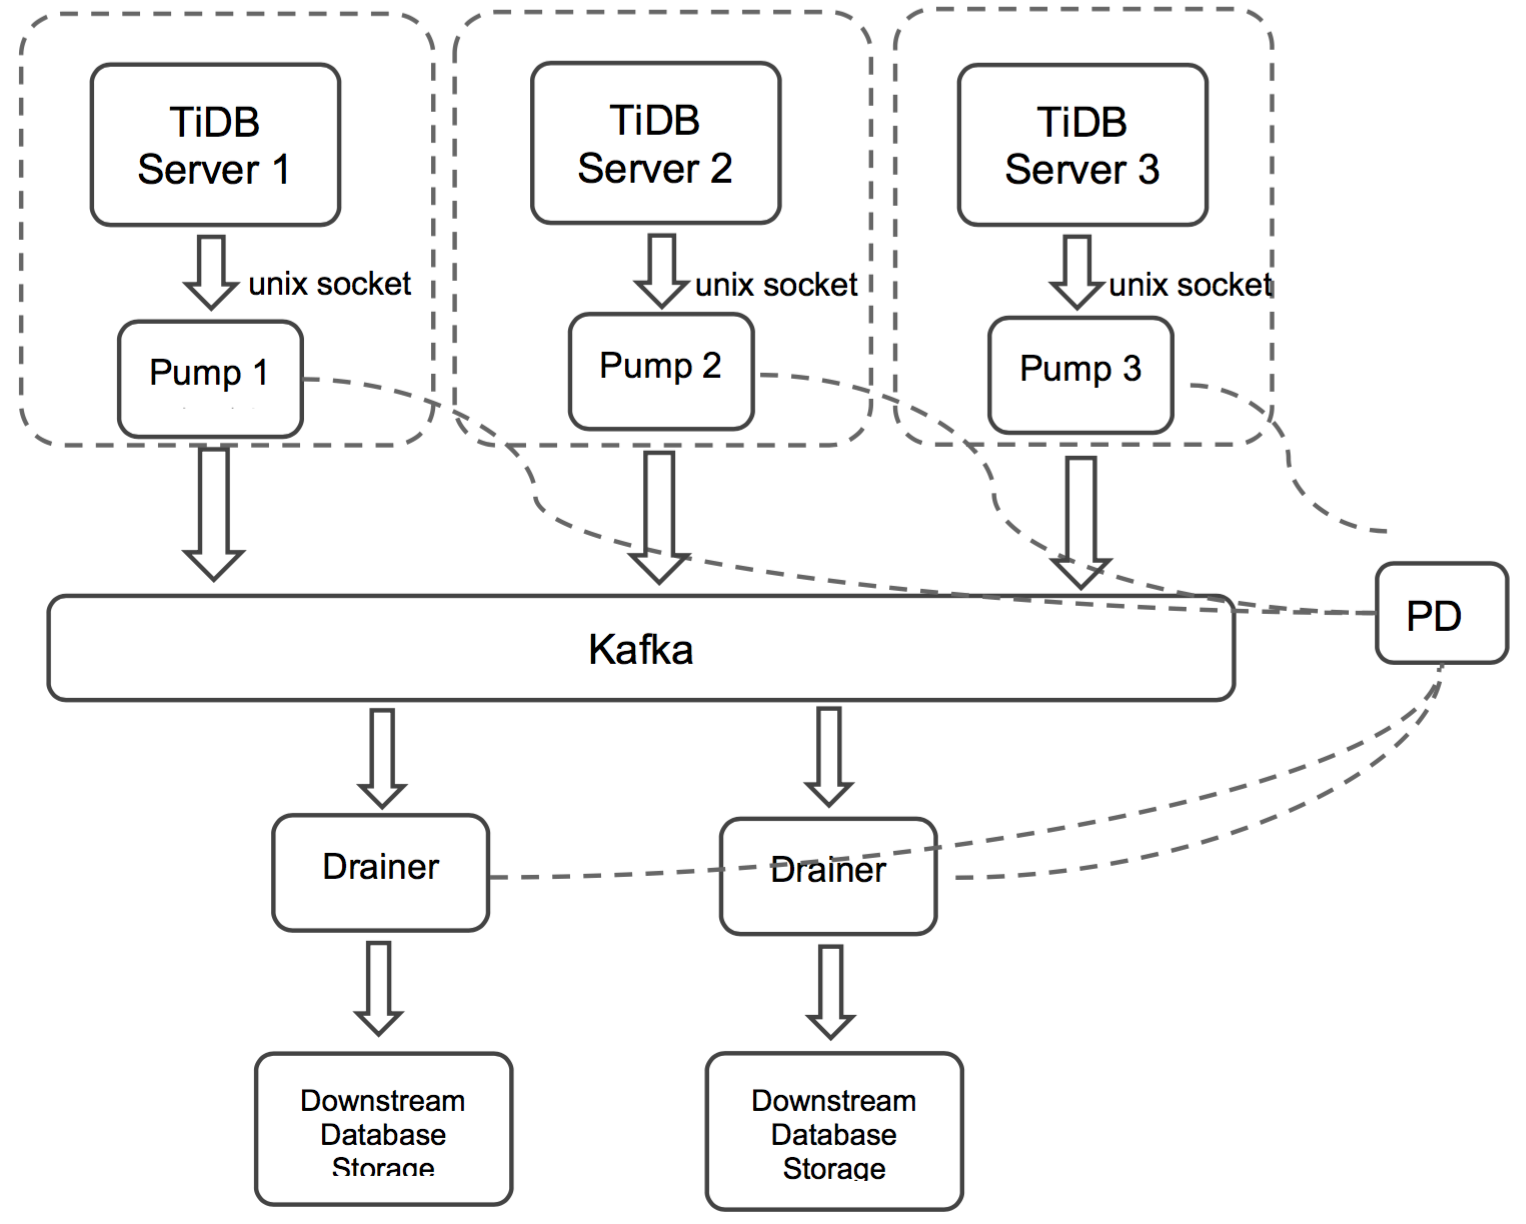 TiDB
Server 1
TiDB
Server 2
TiDB
Server 3
unix socket
unix socket
unix socket
Pump 1
Pump 2
Pump 3
PD
Kafka
Drainer
Drainer
Downstream
Database
Storage
Downstream
Database
Storage